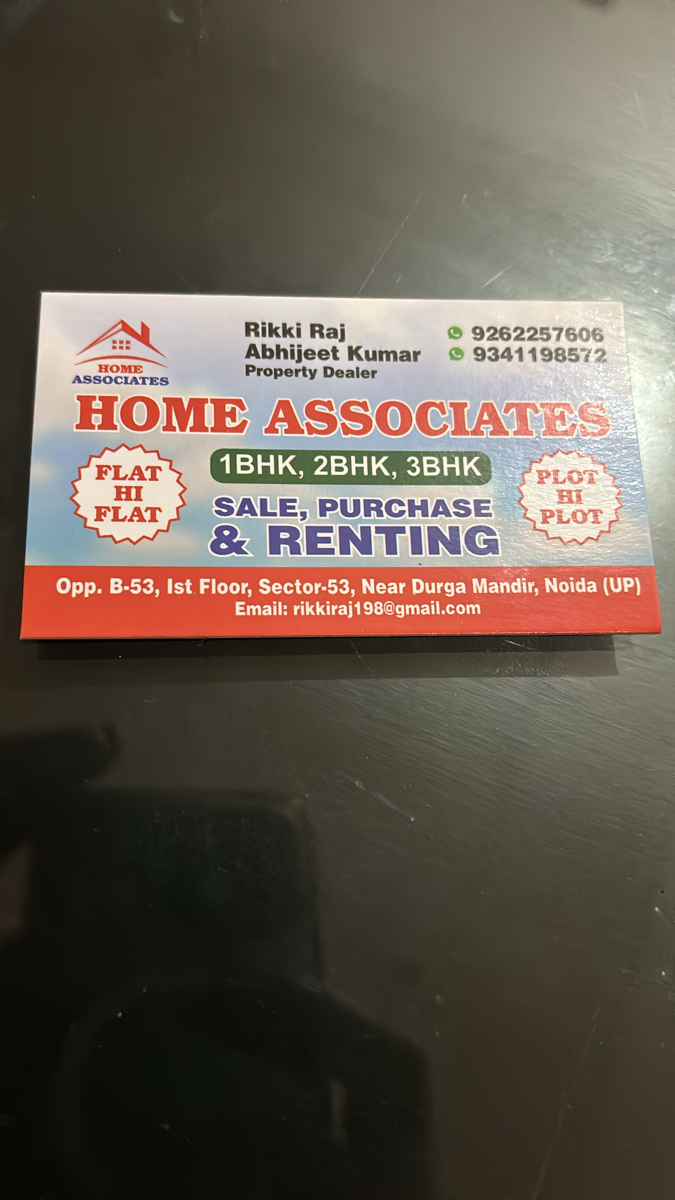 HOME
ASSOCIATES
Rikki Raj
Abhijeet Kumar
Property Dealer
9262257606
9341198572
HOME ASSOCIATES
FLAT
HI
FLAT
1BHK, 2BHK, 3BHK
SALE, PURCHASE
& RENTING
PLOT
HI
PLOT
Opp. B-53, Ist Floor, Sector-53, Near Durga Mandir, Noida (UP)
Email: rikkiraj198@gmail.com